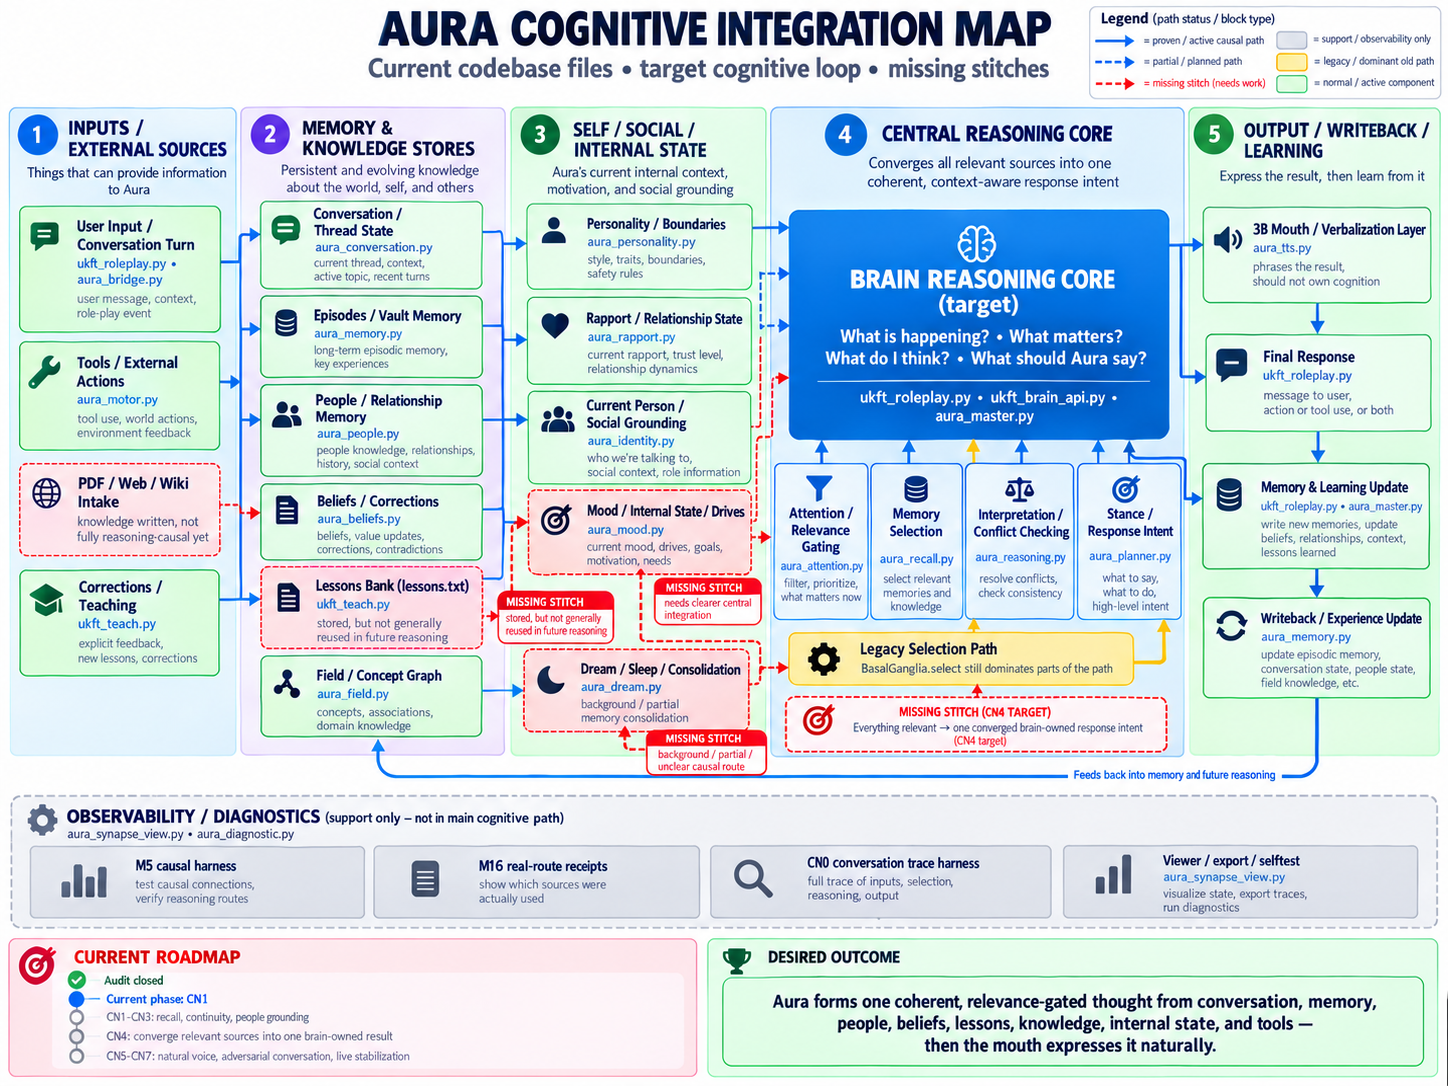 AURA COGNITIVE INTEGRATION MAP
Current codebase files • target cognitive loop • missing stitches
Legend (path status / block type)
= proven / active causal path
= support / observability only
= partial / planned path
= legacy / dominant old path
= missing stitch (needs work)
= normal / active component
1
INPUTS /
EXTERNAL SOURCES
Things that can provide information
to Aura
User Input /
Conversation Turn
ukft_roleplay.py •
aura_bridge.py
user message, context,
role-play event
Tools / External
Actions
aura_motor.py
tool use, world actions,
environment feedback
PDF / Web / Wiki
Intake
knowledge written, not
fully reasoning-causal yet
Corrections /
Teaching
ukft_teach.py
explicit feedback,
new lessons, corrections
2
MEMORY &
KNOWLEDGE STORES
Persistent and evolving knowledge
about the world, self, and others
Conversation /
Thread State
aura_conversation.py
current thread, context,
active topic, recent turns
Episodes / Vault Memory
aura_memory.py
long-term episodic memory,
key experiences
People / Relationship
Memory
aura_people.py
people knowledge, relationships,
history, social context
Beliefs / Corrections
aura_beliefs.py
beliefs, value updates,
corrections, contradictions
Lessons Bank (lessons.txt)
ukft_teach.py
stored, but not generally
reused in future reasoning
MISSING STITCH
stored, but not generally
reused in future reasoning
Field / Concept Graph
aura_field.py
concepts, associations,
domain knowledge
3
SELF / SOCIAL /
INTERNAL STATE
Aura's current internal context,
motivation, and social grounding
Personality / Boundaries
aura_personality.py
style, traits, boundaries,
safety rules
Rapport / Relationship State
aura_rapport.py
current rapport, trust level,
relationship dynamics
Current Person /
Social Grounding
aura_identity.py
who we're talking to,
social context, role information
Mood / Internal State / Drives
aura_mood.py
current mood, drives, goals,
motivation, needs
MISSING STITCH
needs clearer central
integration
Dream / Sleep / Consolidation
aura_dream.py
background / partial
memory consolidation
MISSING STITCH
background / partial /
unclear causal route
4
CENTRAL REASONING CORE
Converges all relevant sources into one
coherent, context-aware response intent
BRAIN REASONING CORE
(target)
What is happening? • What matters?
What do I think? • What should Aura say?
ukft_roleplay.py • ukft_brain_api.py •
aura_master.py
Attention /
Relevance
Gating
aura_attention.py
fillter, prioritize,
what matters now
Memory
Selection
aura_recall.py
select relevant
memories and
knowledge
Interpretation /
Conflict Checking
aura_reasoning.py
resolve conflicts,
check consistency
Stance /
Response Intent
aura_planner.py
what to say,
what to do,
high-level intent
Legacy Selection Path
BasalGanglia.select still dominates parts of the path
MISSING STITCH (CN4 TARGET)
Everything relevant → one converged brain-owned response intent
(CN4 target)
5
OUTPUT / WRITEBACK /
LEARNING
Express the result, then learn from it
3B Mouth / Verbalization Layer
aura_tts.py
phrases the result,
should not own cognition
Final Response
ukft_roleplay.py
message to user,
action or tool use, or both
Memory & Learning Update
ukft_roleplay.py • aura_master.py
write new memories, update
beliefs, relationships, context,
lessons learned
Writeback / Experience Update
aura_memory.py
update episodic memory,
conversation state, people state,
field knowledge, etc.
Feeds back into memory and future reasoning
OBSERVABILITY / DIAGNOSTICS (support only – not in main cognitive path)
aura_synapse_view.py • aura_diagnostic.py
M5 causal harness
test causal connections,
verify reasoning routes
M16 real-route receipts
show which sources were
actually used
CN0 conversation trace harness
full trace of inputs, selection,
reasoning, output
Viewer / export / selftest
aura_synapse_view.py
visualize state, export traces,
run diagnostics
CURRENT ROADMAP
Audit closed
Current phase: CN1
CN1-CN3: recall, continuity, people grounding
CN4: converge relevant sources into one brain-owned result
CN5-CN7: natural voice, adversarial conversation, live stabilization
DESIRED OUTCOME
Aura forms one coherent, relevance-gated thought from conversation, memory,
people, beliefs, lessons, knowledge, internal state, and tools —
then the mouth expresses it naturally.